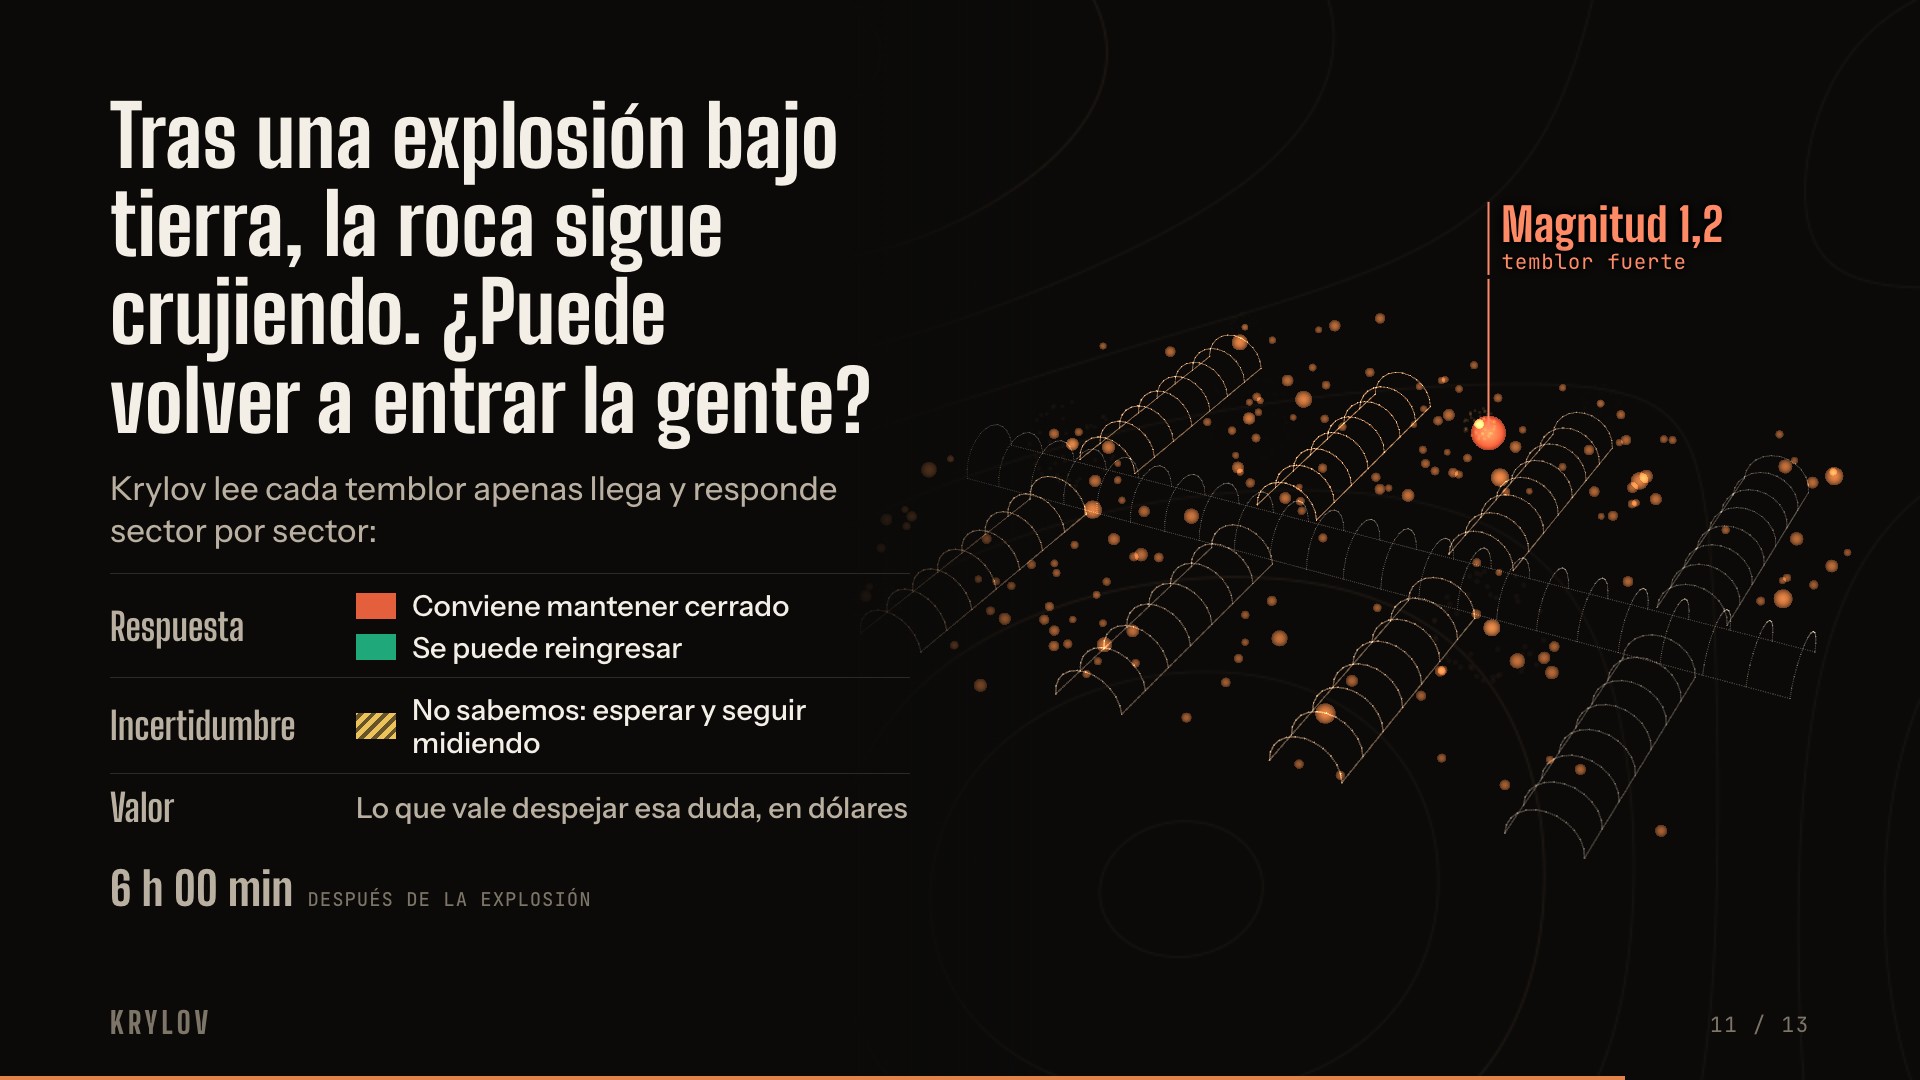 Tras una explosión bajo
tierra, la roca sigue
crujiendo. ¿Puede
volver a entrar la gente?
Krylov lee cada temblor apenas llega y responde
sector por sector:
Respuesta
Conviene mantener cerrado
Se puede reingresar
Incertidumbre
No sabemos: esperar y seguir
midiendo
Valor
Lo que vale despejar esa duda, en dólares
6 h 00 min DESPUÉS DE LA EXPLOSIÓN
Magnitud 1,2
temblor fuerte
KRYLOV
11 / 13